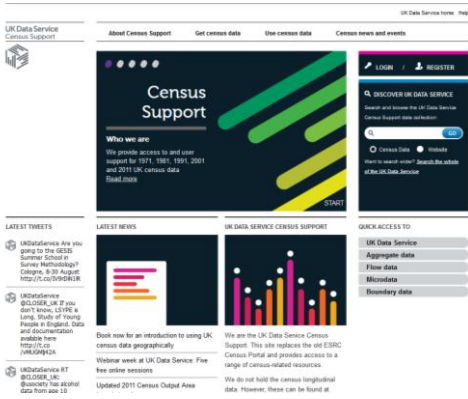 UK Data Service home Help
UK Data Service
Census Support
About Census Support Get census data Use census data Census news and events
Census
Support
Who we are
We provide access to and user
support for 1971, 1981, 1991, 2001
and 2011 UK census data
Read more
START
LOGIN / REGISTER
DISCOVER UK DATA SERVICE
Search and browse the UK Data Service
Census Support data collection:
GO
Census Data Website
Want to search wider? Search the whole
of the UK Data Service
LATEST TWEETS
UKDataService Are you
going to the GESIS
Summer School in
Survey Methodology?
Cologne, 8-30 August
UKDataService
@CLOSER_UK If you
don't know, LSYPE &
Long. Study of Young
People in England. Data
and documentation
available here
http://t.co
UKDataService RT
@CLOSER_UK:
@usociety has alcohol
data from age 10
LATEST NEWS
Book now for an introduction to using UK
census data geographically
Webinar week at UK Data Service: Five
free online sessions
Updated 2011 Census Output Area
UK DATA SERVICE CENSUS SUPPORT
We are the UK Data Service Census
Support. This site replaces the old ESRC
Census Portal and provides access to a
range of census-related resources.
We do not hold the census longitudinal
data. However, these can be found at
QUICK ACCESS TO
UK Data Service
Aggregate data
Flow data
Microdata
Boundary data